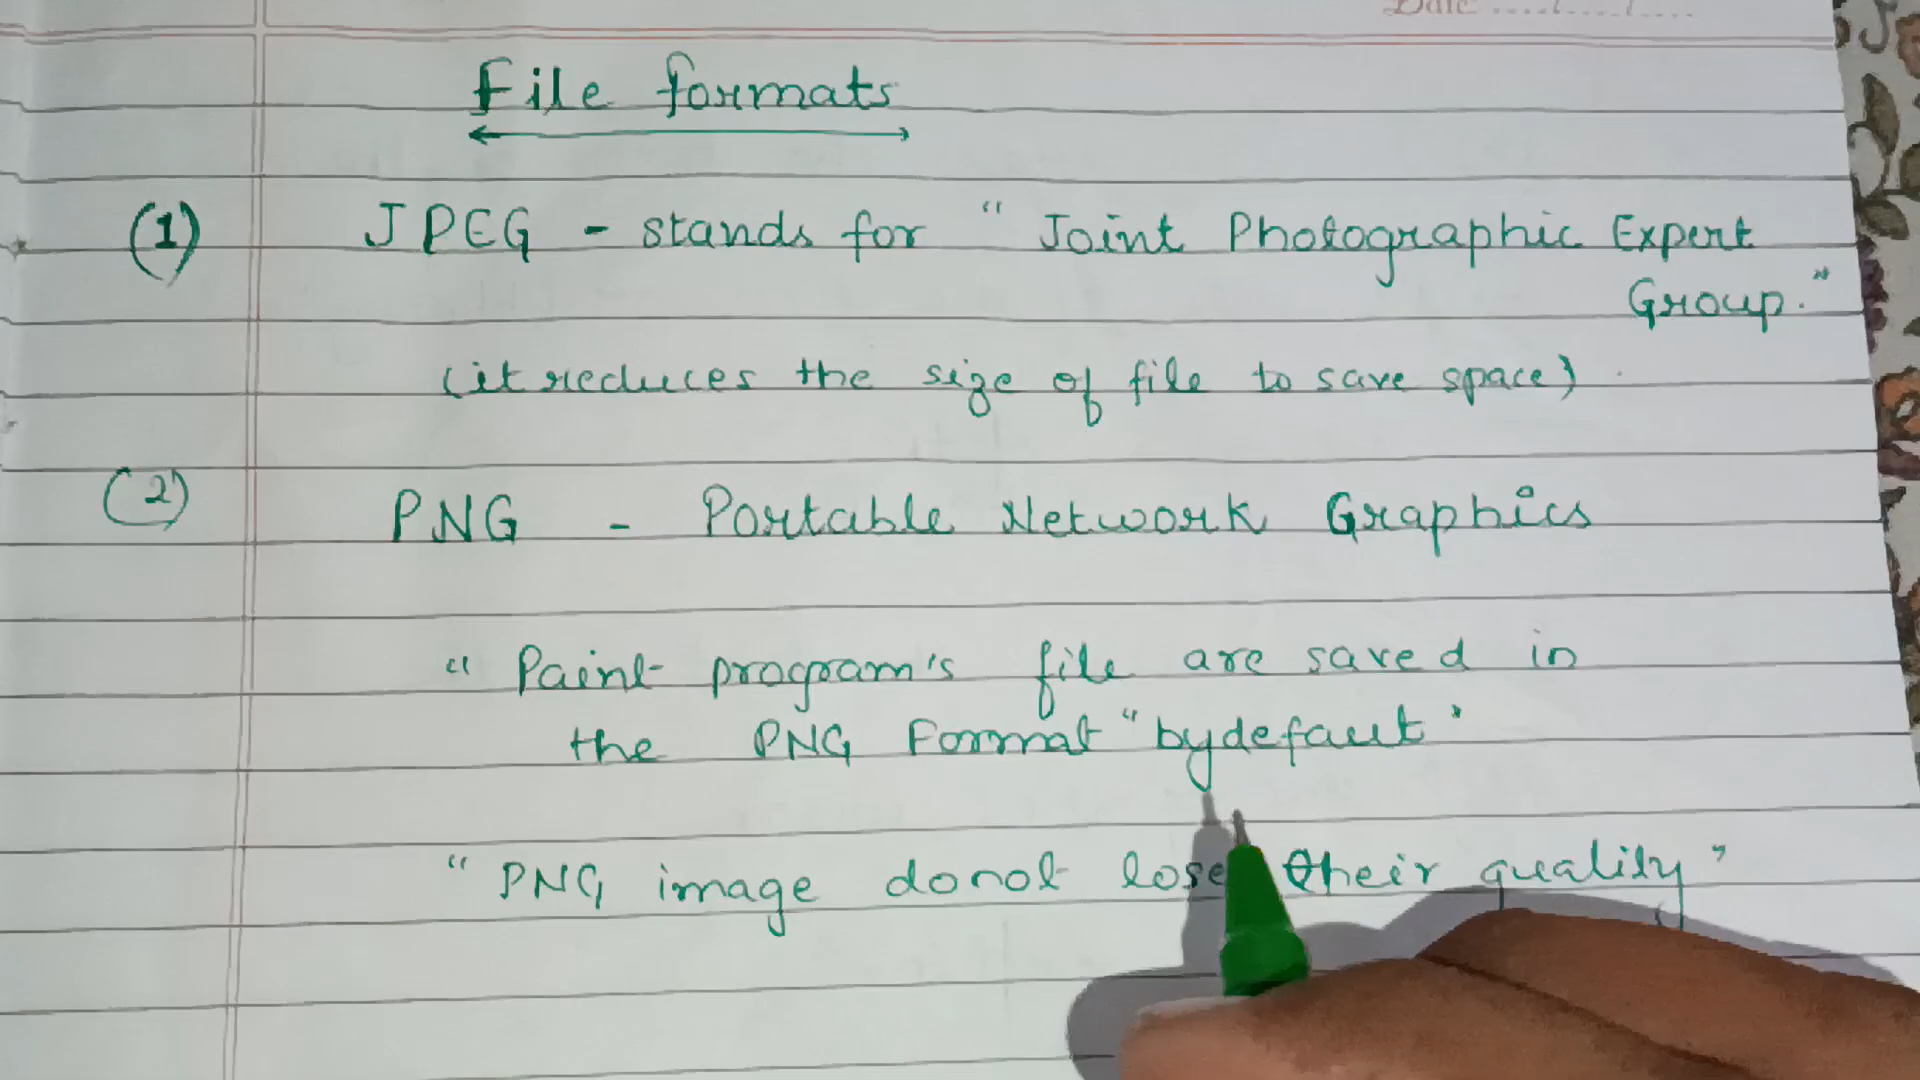 Date ..../..../....
File formats
(1) JPEG - stands for " Joint Photographic Expert
Group."
(it reduces the size of file to save space)
(2) PNG - Portable Network Graphics
" Paint program's file are saved in
the PNG Format "bydefault"
" PNG image donot lose their quality"